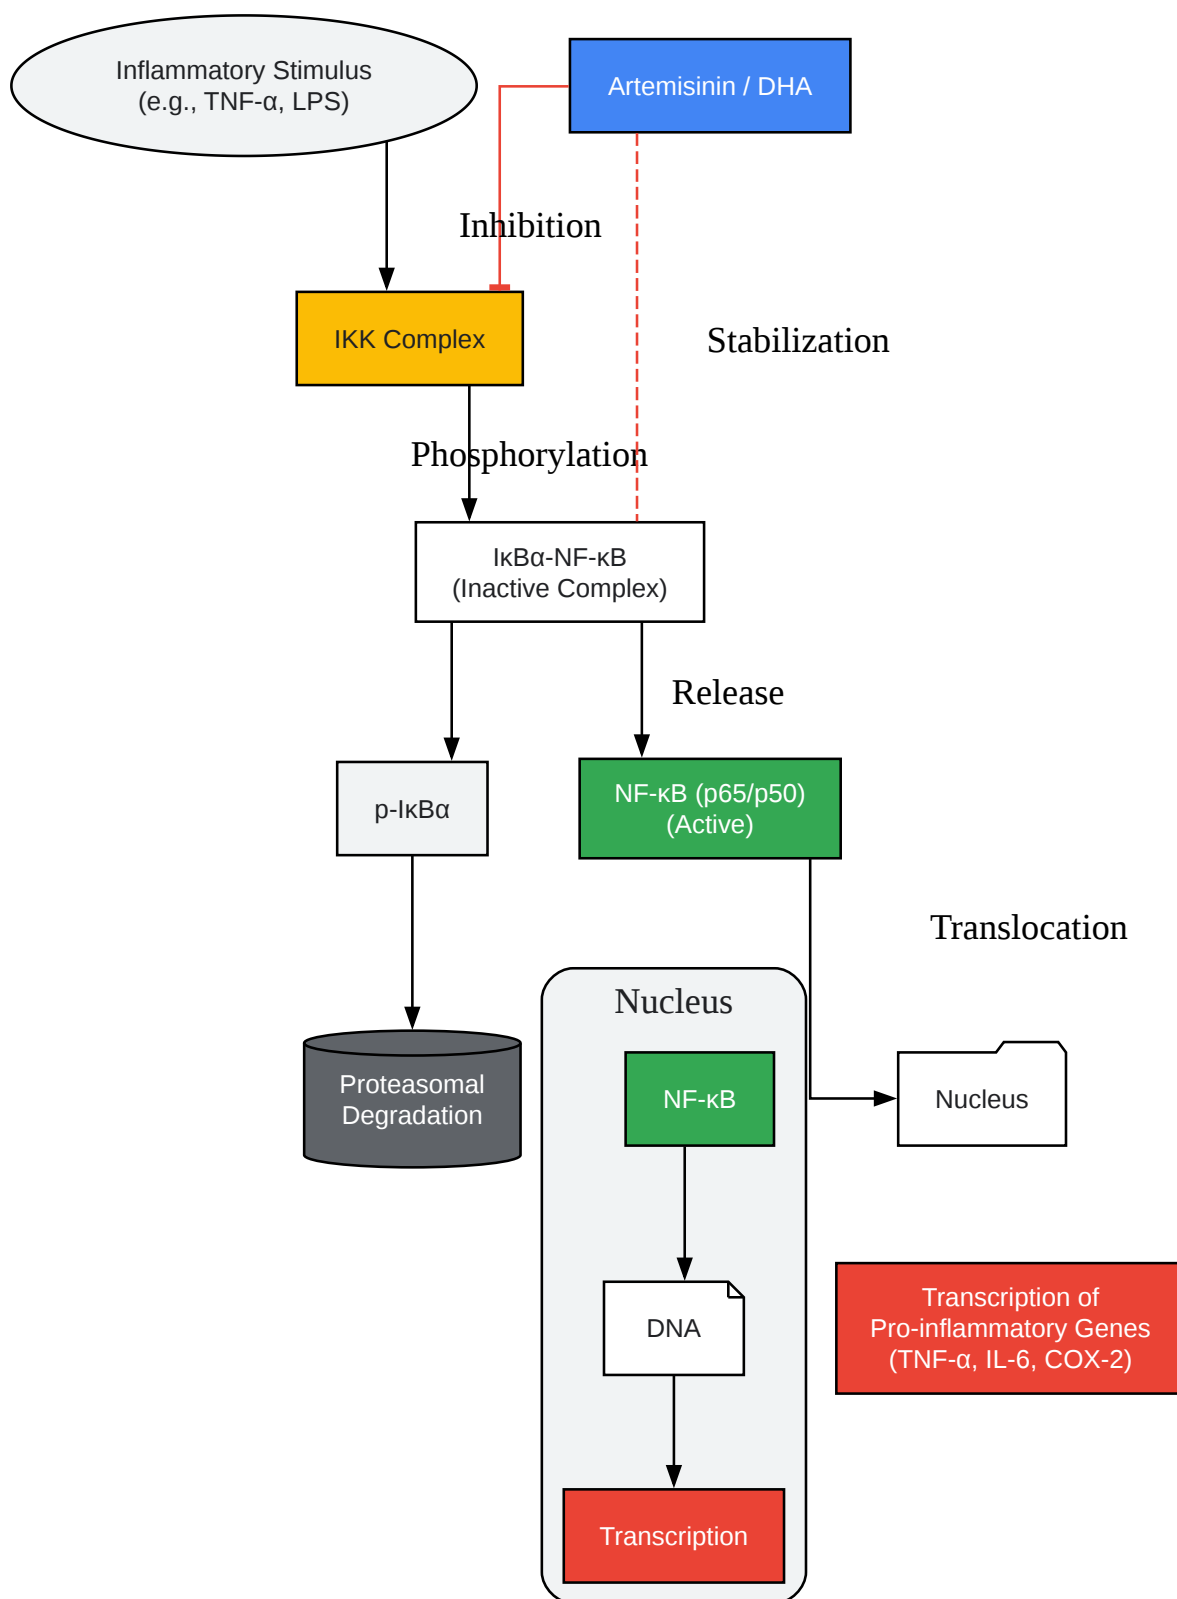 Inflammatory Stimulus
(e.g., TNF-α, LPS)
Artemisinin / DHA
Inhibition
IKK Complex
Stabilization
Phosphorylation
IκBα-NF-κB
(Inactive Complex)
Release
p-IκBα
NF-κB (p65/p50)
(Active)
Translocation
Nucleus
Proteasomal
Degradation
NF-κB
Nucleus
DNA
Transcription of
Pro-inflammatory Genes
(TNF-α, IL-6, COX-2)
Transcription